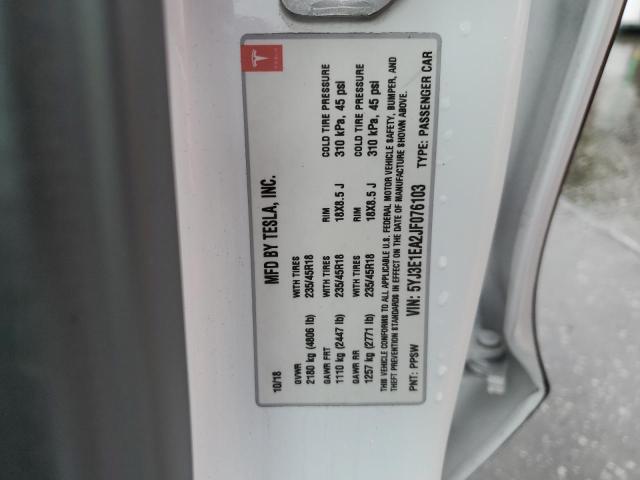 TESLA
10/18 MFD BY TESLA, INC.
GVWR WITH TIRES RIM COLD TIRE PRESSURE
2180 kg (4806 lb) 235/45R18 18X8.5 J 310 kPa, 45 psi
GAWR FRT WITH TIRES RIM COLD TIRE PRESSURE
1110 kg (2447 lb) 235/45R18 18X8.5 J 310 kPa, 45 psi
GAWR RR WITH TIRES
1257 kg (2771 lb) 235/45R18
THIS VEHICLE CONFORMS TO ALL APPLICABLE U.S. FEDERAL MOTOR VEHICLE SAFETY, BUMPER, AND
THEFT PREVENTION STANDARDS IN EFFECT ON THE DATE OF MANUFACTURE SHOWN ABOVE.
PNT: PPSW VIN: 5YJ3E1EA2JF076103 TYPE: PASSENGER CAR